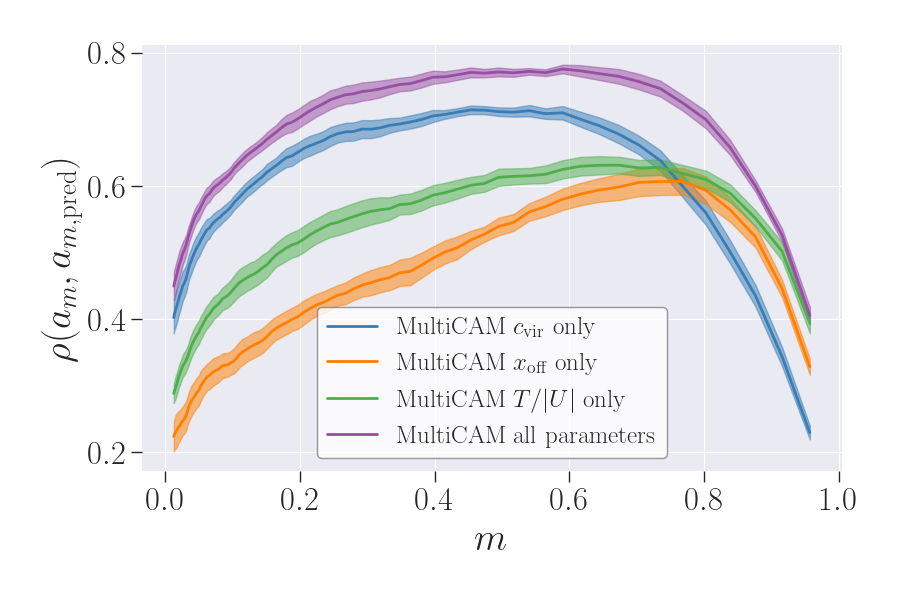 0.8
0.6
0.4
0.2
ρ(a_m, a_{m,pred})
MultiCAM c_vir only
MultiCAM x_off only
MultiCAM T/|U| only
MultiCAM all parameters
0.0 0.2 0.4 0.6 0.8 1.0
m